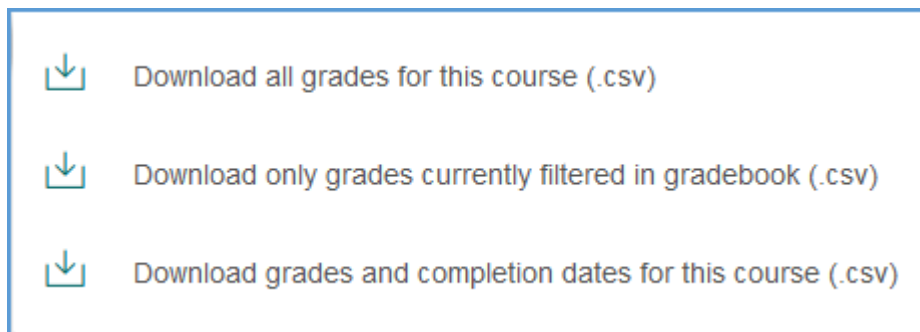 Download all grades for this course (.csv)
Download only grades currently filtered in gradebook (.csv)
Download grades and completion dates for this course (.csv)